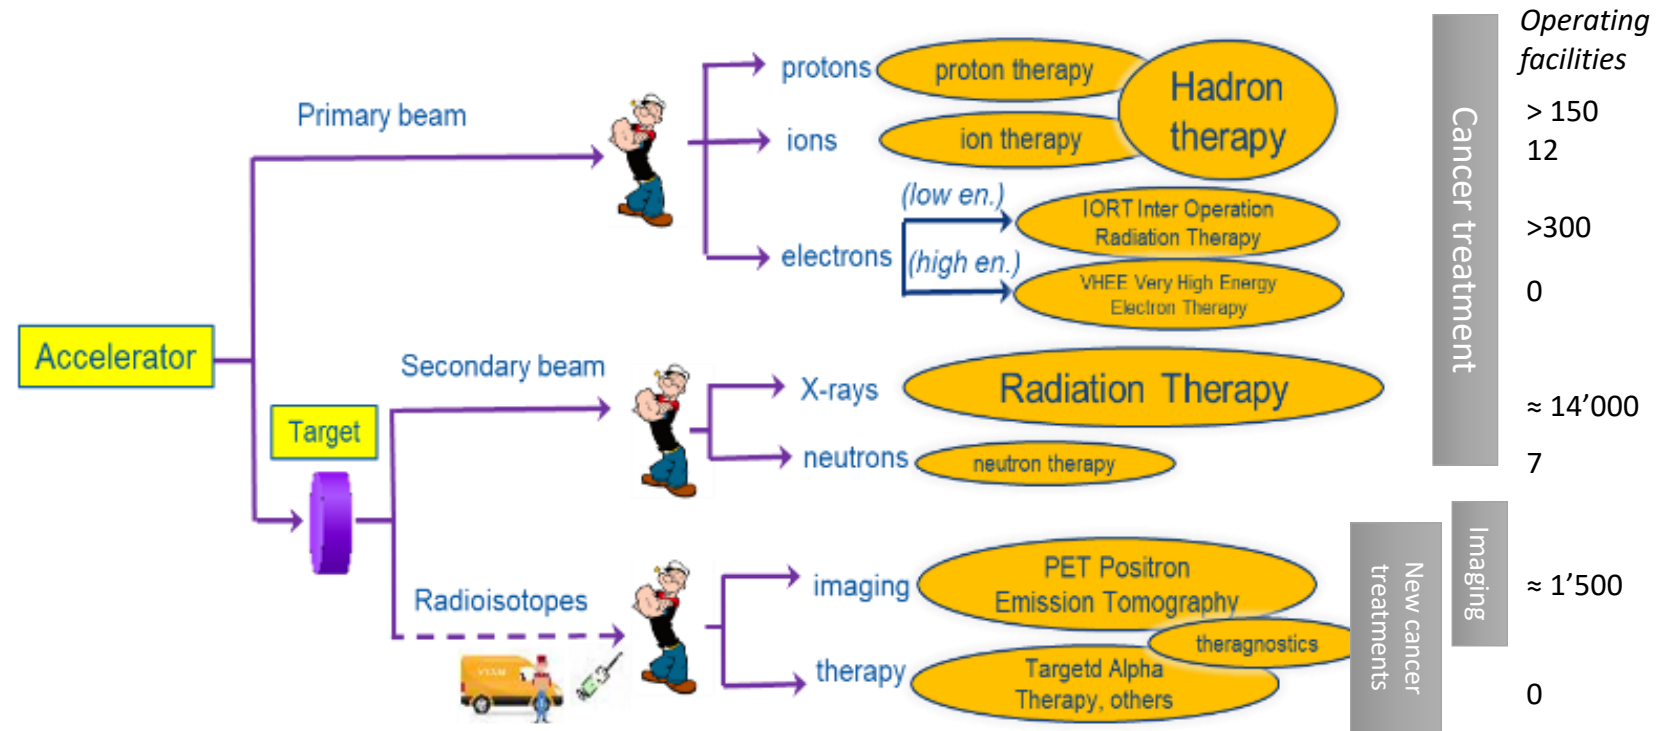 Operating
facilities
protons
proton therapy
Hadron
therapy
Primary beam
> 150
ions
ion therapy
12
(low en.)
IORT Inter Operation
Radiation Therapy
>300
electrons
(high en.)
VHEE Very High Energy
Electron Therapy
0
Cancer treatment
Accelerator
Secondary beam
X-rays
Radiation Therapy
≈ 14’000
Target
neutrons
neutron therapy
7
Radioisotopes
imaging
PET Positron
Emission Tomography
Imaging
≈ 1’500
New cancer
treatments
theragnostics
therapy
Targetd Alpha
Therapy, others
0